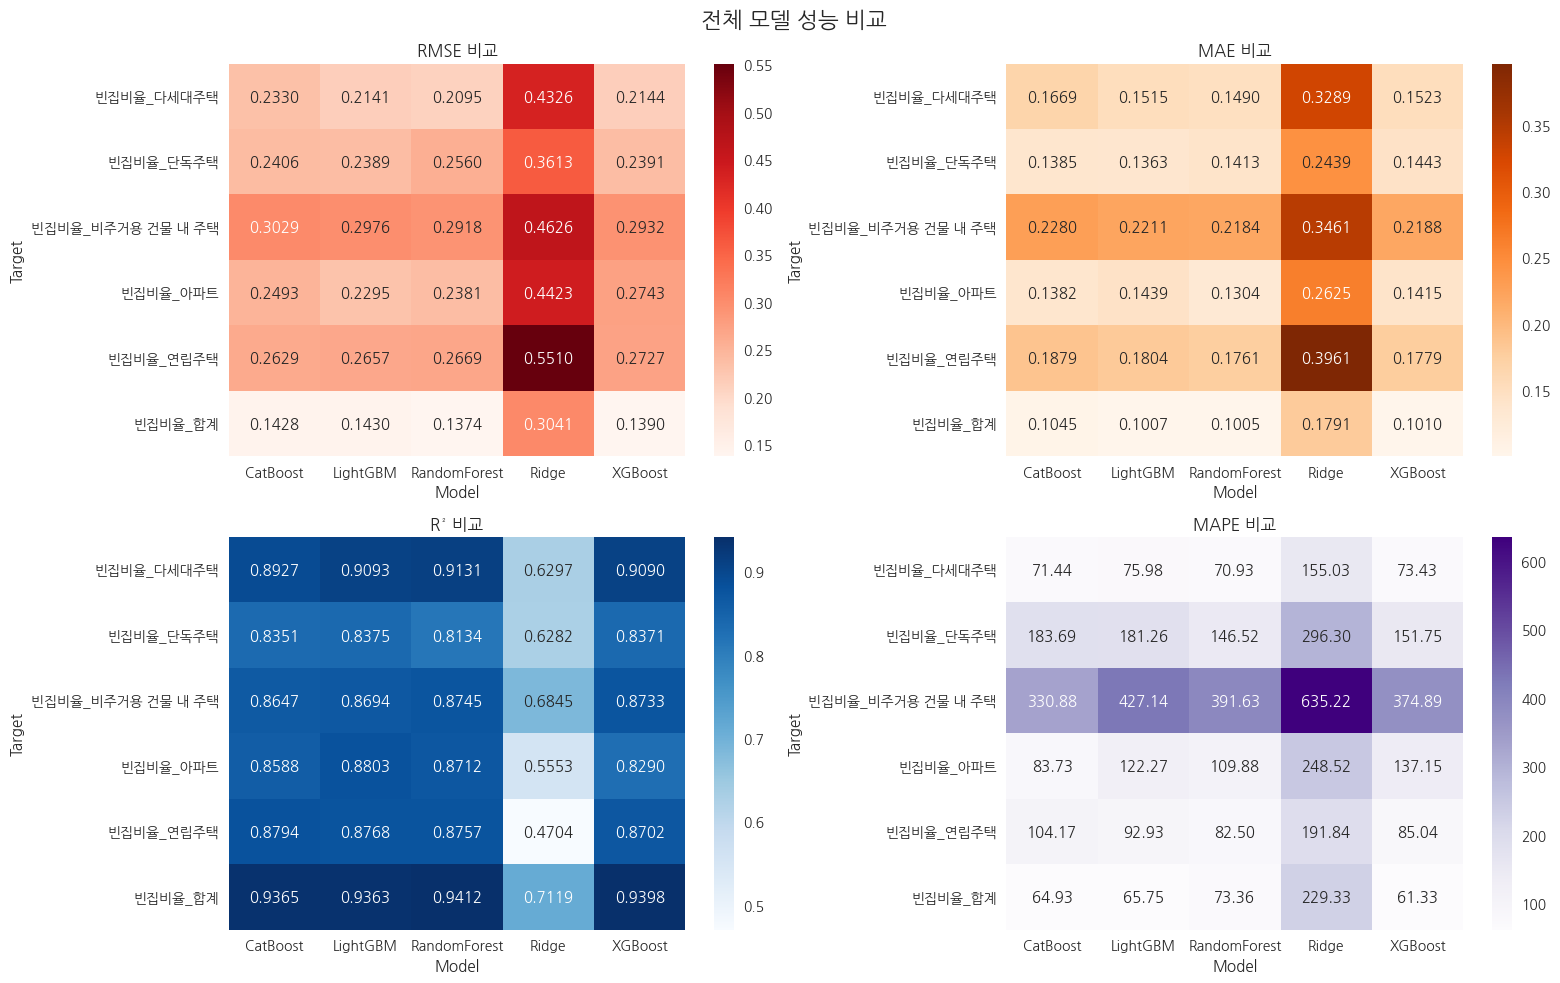 전체 모델 성능 비교
RMSE 비교
빈집비율_다세대주택 0.2330 0.2141 0.2095 0.4326 0.2144
빈집비율_단독주택 0.2406 0.2389 0.2560 0.3613 0.2391
빈집비율_비주거용 건물 내 주택 0.3029 0.2976 0.2918 0.4626 0.2932
빈집비율_아파트 0.2493 0.2295 0.2381 0.4423 0.2743
빈집비율_연립주택 0.2629 0.2657 0.2669 0.5510 0.2727
빈집비율_합계 0.1428 0.1430 0.1374 0.3041 0.1390
CatBoost LightGBM RandomForest Ridge XGBoost
Model
Target
0.55
0.50
0.45
0.40
0.35
0.30
0.25
0.20
0.15
MAE 비교
빈집비율_다세대주택 0.1669 0.1515 0.1490 0.3289 0.1523
빈집비율_단독주택 0.1385 0.1363 0.1413 0.2439 0.1443
빈집비율_비주거용 건물 내 주택 0.2280 0.2211 0.2184 0.3461 0.2188
빈집비율_아파트 0.1382 0.1439 0.1304 0.2625 0.1415
빈집비율_연립주택 0.1879 0.1804 0.1761 0.3961 0.1779
빈집비율_합계 0.1045 0.1007 0.1005 0.1791 0.1010
CatBoost LightGBM RandomForest Ridge XGBoost
Model
Target
0.35
0.30
0.25
0.20
0.15
R² 비교
빈집비율_다세대주택 0.8927 0.9093 0.9131 0.6297 0.9090
빈집비율_단독주택 0.8351 0.8375 0.8134 0.6282 0.8371
빈집비율_비주거용 건물 내 주택 0.8647 0.8694 0.8745 0.6845 0.8733
빈집비율_아파트 0.8588 0.8803 0.8712 0.5553 0.8290
빈집비율_연립주택 0.8794 0.8768 0.8757 0.4704 0.8702
빈집비율_합계 0.9365 0.9363 0.9412 0.7119 0.9398
CatBoost LightGBM RandomForest Ridge XGBoost
Model
Target
0.9
0.8
0.7
0.6
0.5
MAPE 비교
빈집비율_다세대주택 71.44 75.98 70.93 155.03 73.43
빈집비율_단독주택 183.69 181.26 146.52 296.30 151.75
빈집비율_비주거용 건물 내 주택 330.88 427.14 391.63 635.22 374.89
빈집비율_아파트 83.73 122.27 109.88 248.52 137.15
빈집비율_연립주택 104.17 92.93 82.50 191.84 85.04
빈집비율_합계 64.93 65.75 73.36 229.33 61.33
CatBoost LightGBM RandomForest Ridge XGBoost
Model
Target
600
500
400
300
200
100